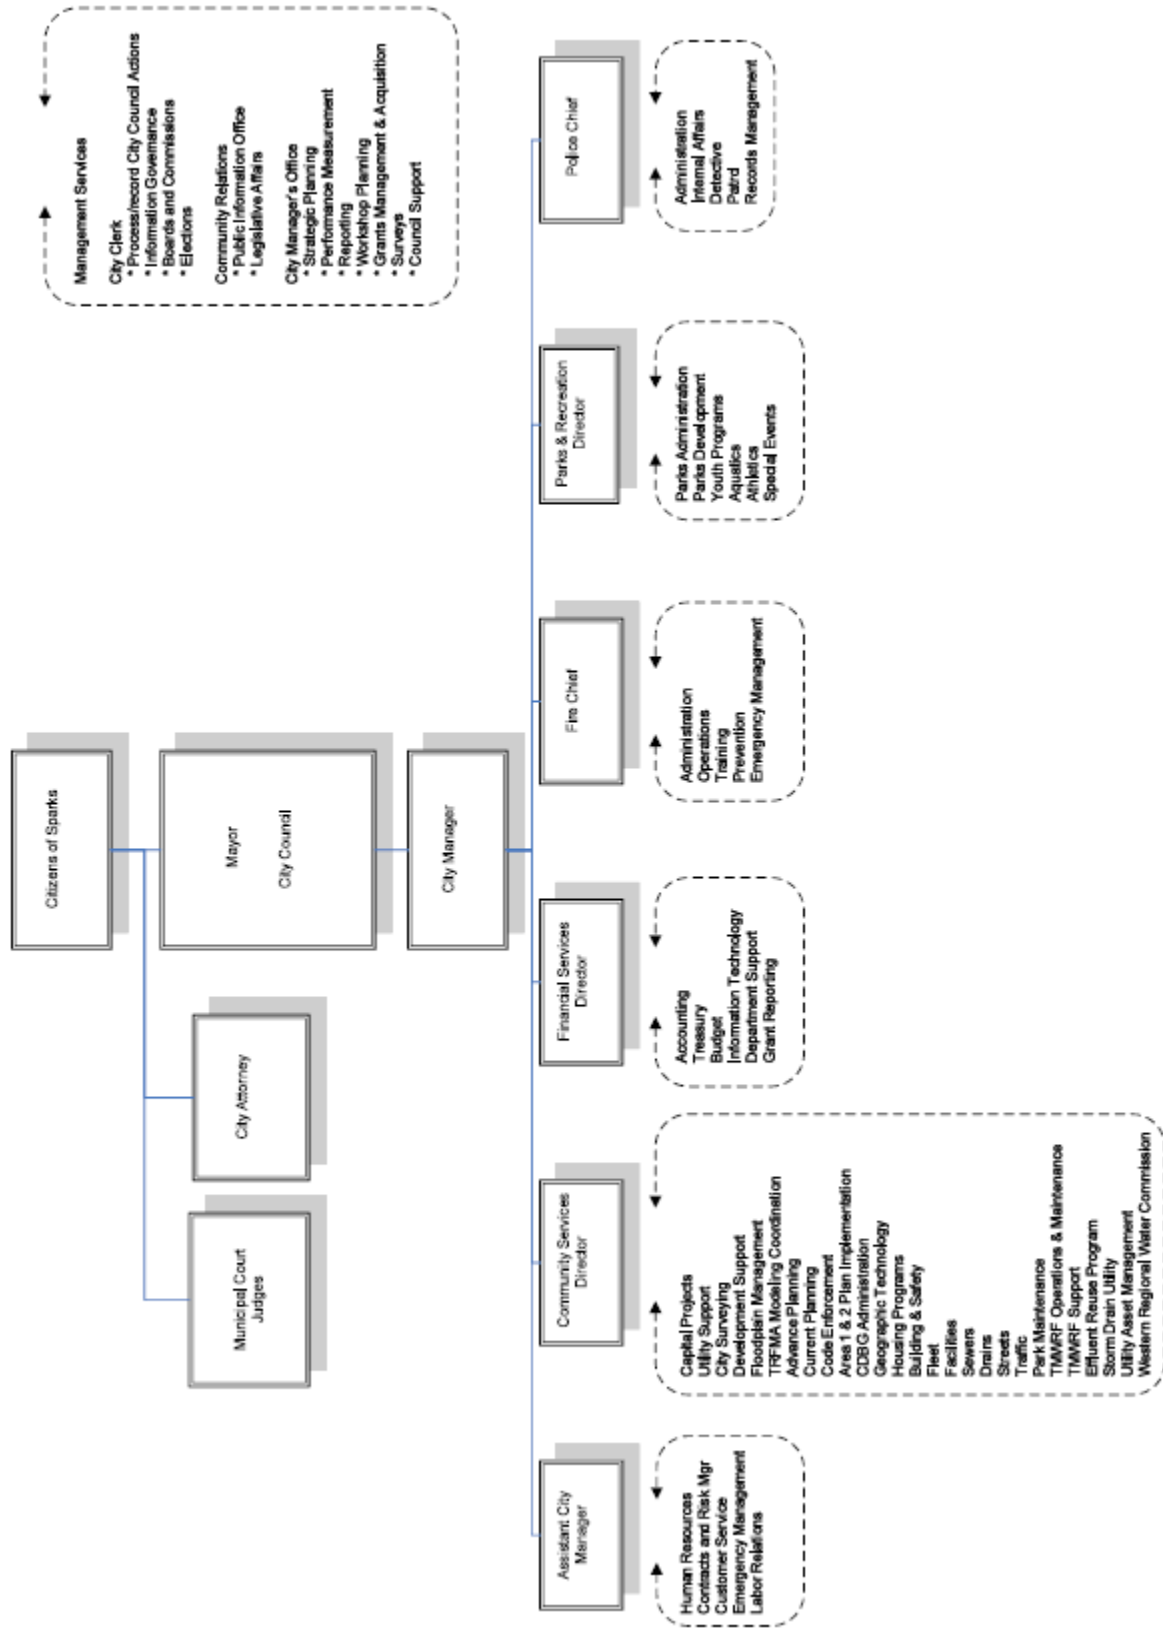 Citizens of Sparks
Municipal Court
Judges
City Attorney
Mayor
City Council
City Manager
Management Services
City Clerk
* Process/record City Council Actions
* Information Governance
* Boards and Commissions
* Elections
Community Relations
* Public Information Office
* Legislative Affairs
City Manager's Office
* Strategic Planning
* Performance Measurement
* Reporting
* Workshop Planning
* Grants Management & Acquisition
* Surveys
* Council Support
Assistant City
Manager
Human Resources
Contracts and Risk Mgr
Customer Service
Emergency Management
Labor Relations
Community Services
Director
Capital Projects
Utility Support
City Surveying
Development Support
Floodplain Management
TRFMA Modeling Coordination
Advance Planning
Current Planning
Code Enforcement
Area 1 & 2 Plan Implementation
CDBG Administration
Geographic Technology
Housing Programs
Building & Safety
Fleet
Facilities
Sewers
Drains
Streets
Traffic
Park Maintenance
TMWRF Operations & Maintenance
TMWRF Support
Effluent Reuse Program
Storm Drain Utility
Utility Asset Management
Western Regional Water Commission
Financial Services
Director
Accounting
Treasury
Budget
Information Technology
Department Support
Grant Reporting
Fire Chief
Administration
Operations
Training
Prevention
Emergency Management
Parks & Recreation
Director
Parks Administration
Parks Development
Youth Programs
Aquatics
Athletics
Special Events
Police Chief
Administration
Internal Affairs
Detective
Patrol
Records Management